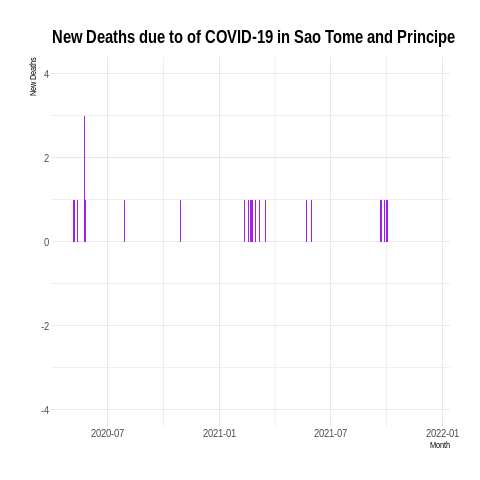 New Deaths due to of COVID-19 in Sao Tome and Principe
New Deaths
4
2
0
-2
-4
2020-07 2021-01 2021-07 2022-01
Month